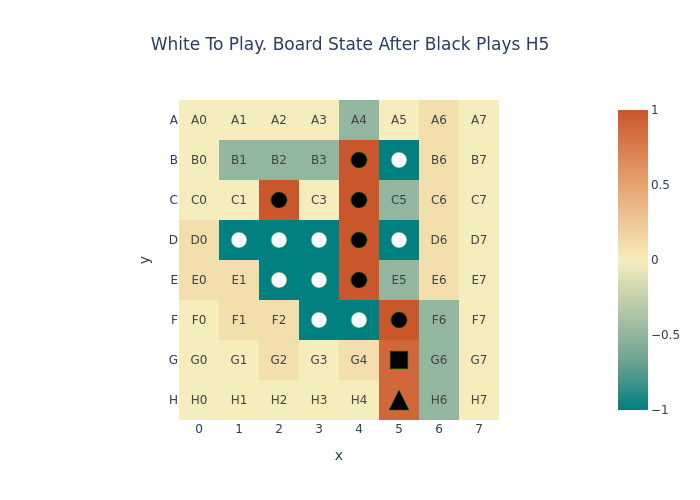 White To Play. Board State After Black Plays H5
A A0 A1 A2 A3 A4 A5 A6 A7
B B0 B1 B2 B3 B6 B7
C C0 C1 C3 C5 C6 C7
D D0 D6 D7
E E0 E1 E5 E6 E7
F F0 F1 F2 F6 F7
G G0 G1 G2 G3 G4 G6 G7
H H0 H1 H2 H3 H4 H6 H7
0 1 2 3 4 5 6 7
x
y
1
0.5
0
−0.5
−1